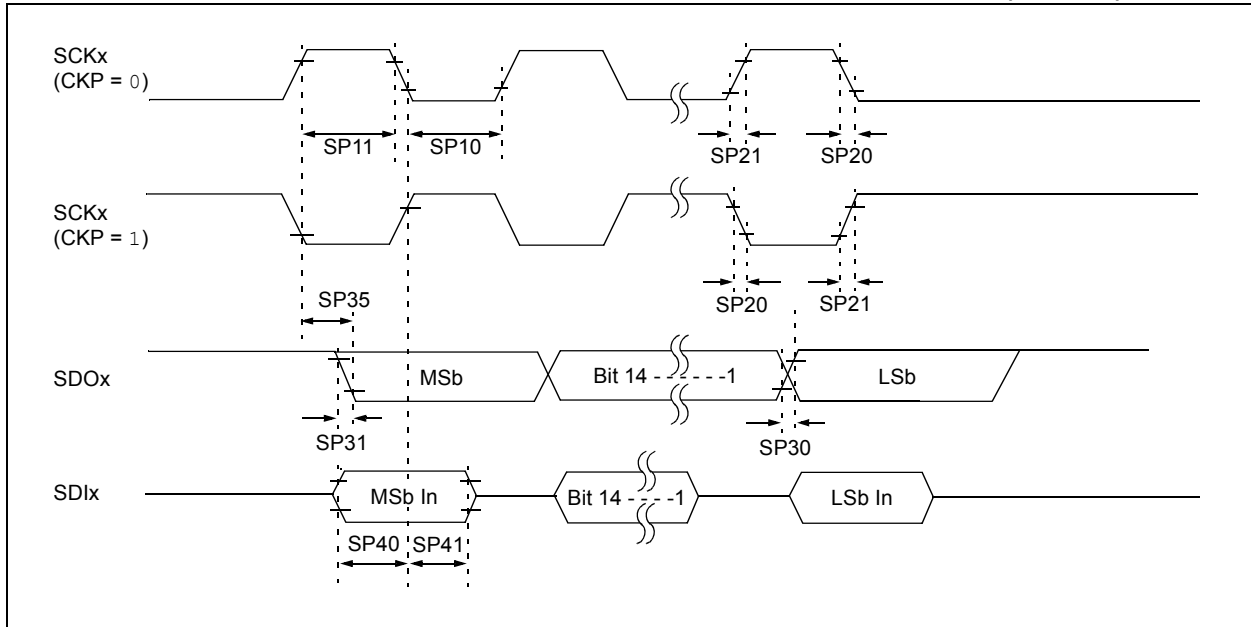 SCKx
(CKP = 0)
SP11
SP10
SP21
SP20
SCKx
(CKP = 1)
SP35
SP20
SP21
SDOx
MSb
Bit 14 - - - - - -1
LSb
SP31
SP30
SDIx
MSb In
Bit 14 - - - -1
LSb In
SP40
SP41